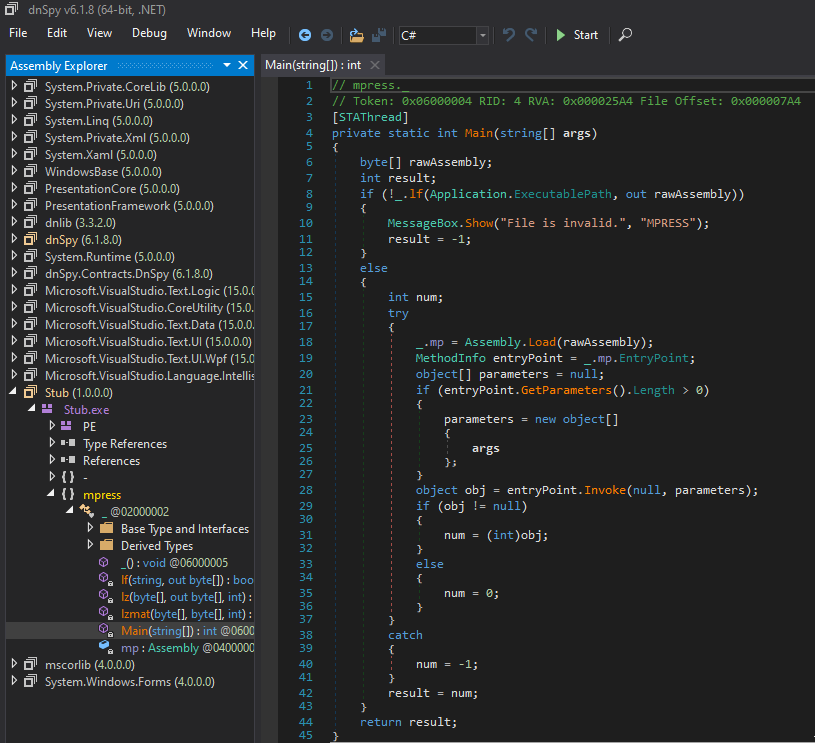 dnSpy v6.1.8 (64-bit, .NET)
File Edit View Debug Window Help C# Start
Assembly Explorer
System.Private.CoreLib (5.0.0.0)
System.Private.Uri (5.0.0.0)
System.Linq (5.0.0.0)
System.Private.Xml (5.0.0.0)
System.Xaml (5.0.0.0)
WindowsBase (5.0.0.0)
PresentationCore (5.0.0.0)
PresentationFramework (5.0.0.0)
dnlib (3.3.2.0)
dnSpy (6.1.8.0)
System.Runtime (5.0.0.0)
dnSpy.Contracts.DnSpy (6.1.8.0)
Microsoft.VisualStudio.Text.Logic (15.0.0
Microsoft.VisualStudio.CoreUtility (15.0.
Microsoft.VisualStudio.Text.Data (15.0.0.
Microsoft.VisualStudio.Text.UI (15.0.0.0)
Microsoft.VisualStudio.Text.UI.Wpf (15.0.
Microsoft.VisualStudio.Language.Intellis
Stub (1.0.0.0)
Stub.exe
PE
Type References
References
{ } -
{ } mpress
_ @02000002
Base Type and Interfaces
Derived Types
_() : void @06000005
lf(string, out byte[]) : boo
lz(byte[], out byte[], int) :
lzmat(byte[], byte[], int) :
Main(string[]) : int @0600
mp : Assembly @0400000
mscorlib (4.0.0.0)
System.Windows.Forms (4.0.0.0)
Main(string[]) : int
1 // mpress._
2 // Token: 0x06000004 RID: 4 RVA: 0x000025A4 File Offset: 0x000007A4
3 [STAThread]
4 private static int Main(string[] args)
5 {
6 byte[] rawAssembly;
7 int result;
8 if (!_.lf(Application.ExecutablePath, out rawAssembly))
9 {
10 MessageBox.Show("File is invalid.", "MPRESS");
11 result = -1;
12 }
13 else
14 {
15 int num;
16 try
17 {
18 _.mp = Assembly.Load(rawAssembly);
19 MethodInfo entryPoint = _.mp.EntryPoint;
20 object[] parameters = null;
21 if (entryPoint.GetParameters().Length > 0)
22 {
23 parameters = new object[]
24 {
25 args
26 };
27 }
28 object obj = entryPoint.Invoke(null, parameters);
29 if (obj != null)
30 {
31 num = (int)obj;
32 }
33 else
34 {
35 num = 0;
36 }
37 }
38 catch
39 {
40 num = -1;
41 }
42 result = num;
43 }
44 return result;
45 }